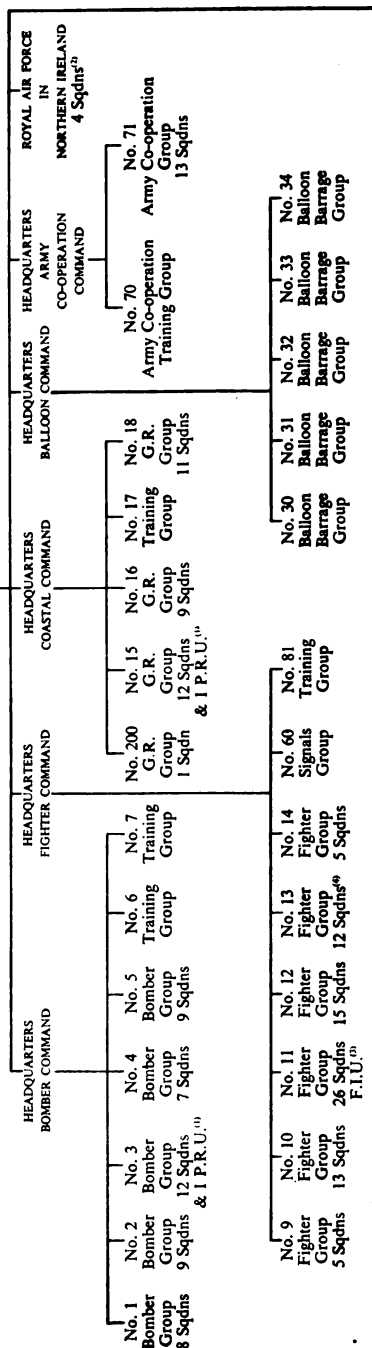 HEADQUARTERS
BOMBER COMMAND
HEADQUARTERS
FIGHTER COMMAND
HEADQUARTERS
COASTAL COMMAND
HEADQUARTERS
BALLOON COMMAND
HEADQUARTERS
ARMY
CO-OPERATION
COMMAND
ROYAL AIR FORCE
IN
NORTHERN IRELAND
4 Sqdns(2)
No. 1
Bomber
Group
8 Sqdns
No. 2
Bomber
Group
9 Sqdns
No. 3
Bomber
Group
12 Sqdns
& 1 P.R.U.(1)
No. 4
Bomber
Group
7 Sqdns
No. 5
Bomber
Group
9 Sqdns
No. 6
Training
Group
No. 7
Training
Group
No. 200
G.R.
Group
1 Sqdn
No. 15
G.R.
Group
12 Sqdns
& 1 P.R.U.(1)
No. 16
G.R.
Group
9 Sqdns
No. 17
Training
Group
No. 18
G.R.
Group
11 Sqdns
No. 70
Army Co-operation
Training Group
No. 71
Army Co-operation
Group
13 Sqdns
No. 9
Fighter
Group
5 Sqdns
No. 10
Fighter
Group
13 Sqdns
No. 11
Fighter
Group
26 Sqdns
F.I.U.(3)
No. 12
Fighter
Group
15 Sqdns
No. 13
Fighter
Group
12 Sqdns(4)
No. 14
Fighter
Group
5 Sqdns
No. 60
Signals
Group
No. 81
Training
Group
No. 30
Balloon
Barrage
Group
No. 31
Balloon
Barrage
Group
No. 32
Balloon
Barrage
Group
No. 33
Balloon
Barrage
Group
No. 34
Balloon
Barrage
Group